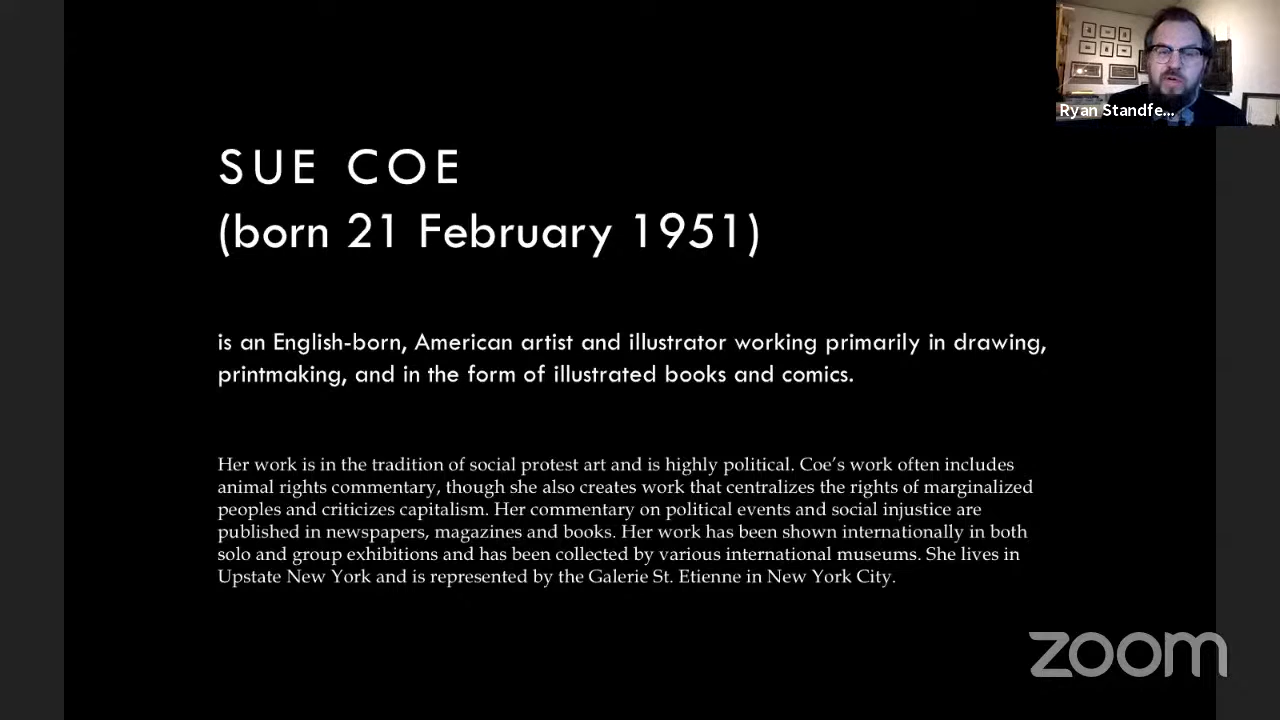 Ryan Standfe...
SUE COE
(born 21 February 1951)
is an English-born, American artist and illustrator working primarily in drawing,
printmaking, and in the form of illustrated books and comics.
Her work is in the tradition of social protest art and is highly political. Coe’s work often includes
animal rights commentary, though she also creates work that centralizes the rights of marginalized
peoples and criticizes capitalism. Her commentary on political events and social injustice are
published in newspapers, magazines and books. Her work has been shown internationally in both
solo and group exhibitions and has been collected by various international museums. She lives in
Upstate New York and is represented by the Galerie St. Etienne in New York City.
zoom